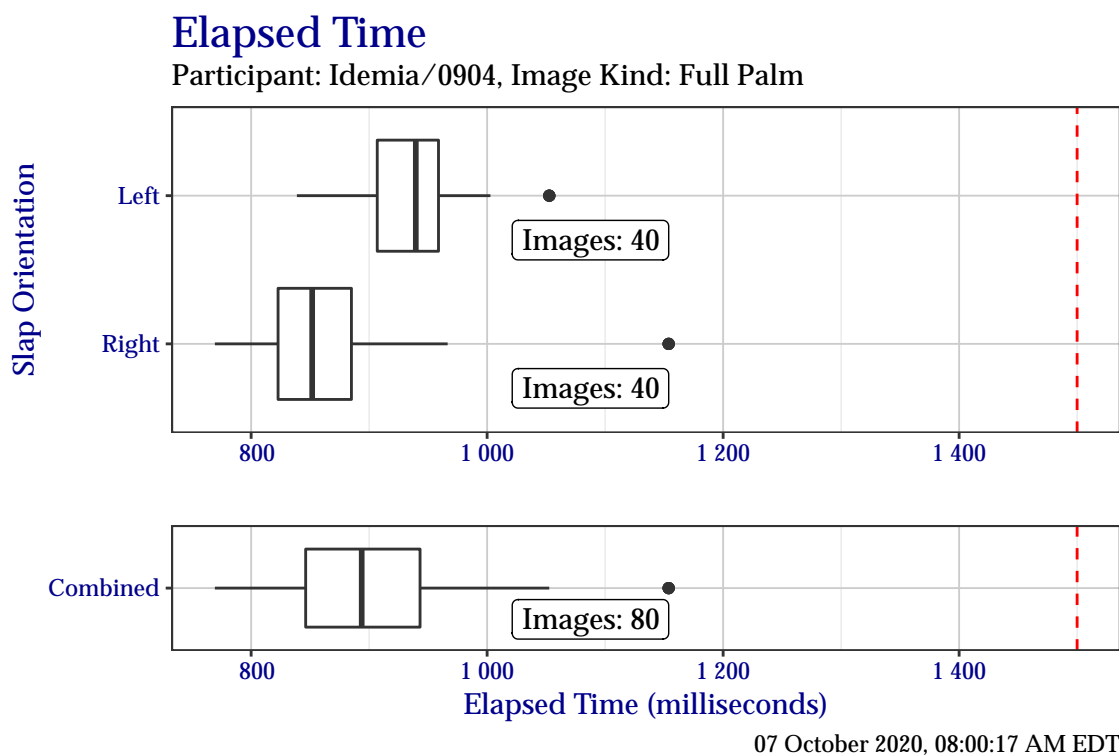 Elapsed Time
Participant: Idemia/0904, Image Kind: Full Palm
Slap Orientation
Left
Images: 40
Right
Images: 40
800 1 000 1 200 1 400
Combined
Images: 80
800 1 000 1 200 1 400
Elapsed Time (milliseconds)
07 October 2020, 08:00:17 AM EDT